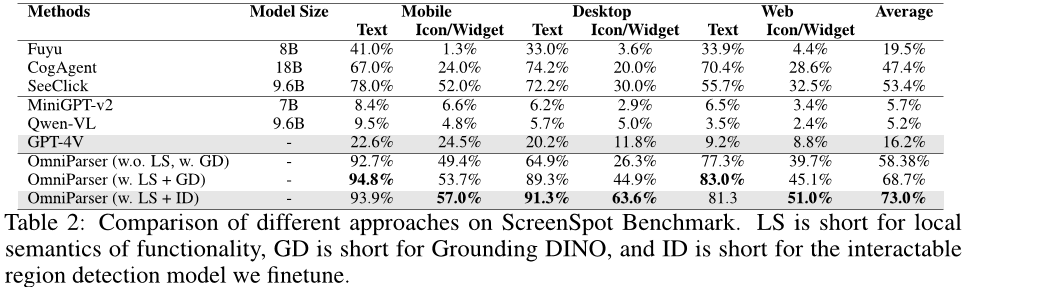 Methods Model Size Mobile Desktop Web Average
Text Icon/Widget Text Icon/Widget Text Icon/Widget
Fuyu 8B 41.0% 1.3% 33.0% 3.6% 33.9% 4.4% 19.5%
CogAgent 18B 67.0% 24.0% 74.2% 20.0% 70.4% 28.6% 47.4%
SeeClick 9.6B 78.0% 52.0% 72.2% 30.0% 55.7% 32.5% 53.4%
MiniGPT-v2 7B 8.4% 6.6% 6.2% 2.9% 6.5% 3.4% 5.7%
Qwen-VL 9.6B 9.5% 4.8% 5.7% 5.0% 3.5% 2.4% 5.2%
GPT-4V - 22.6% 24.5% 20.2% 11.8% 9.2% 8.8% 16.2%
OmniParser (w.o. LS, w. GD) - 92.7% 49.4% 64.9% 26.3% 77.3% 39.7% 58.38%
OmniParser (w. LS + GD) - 94.8% 53.7% 89.3% 44.9% 83.0% 45.1% 68.7%
OmniParser (w. LS + ID) - 93.9% 57.0% 91.3% 63.6% 81.3 51.0% 73.0%
Table 2: Comparison of different approaches on ScreenSpot Benchmark. LS is short for local
semantics of functionality, GD is short for Grounding DINO, and ID is short for the interactable
region detection model we finetune.